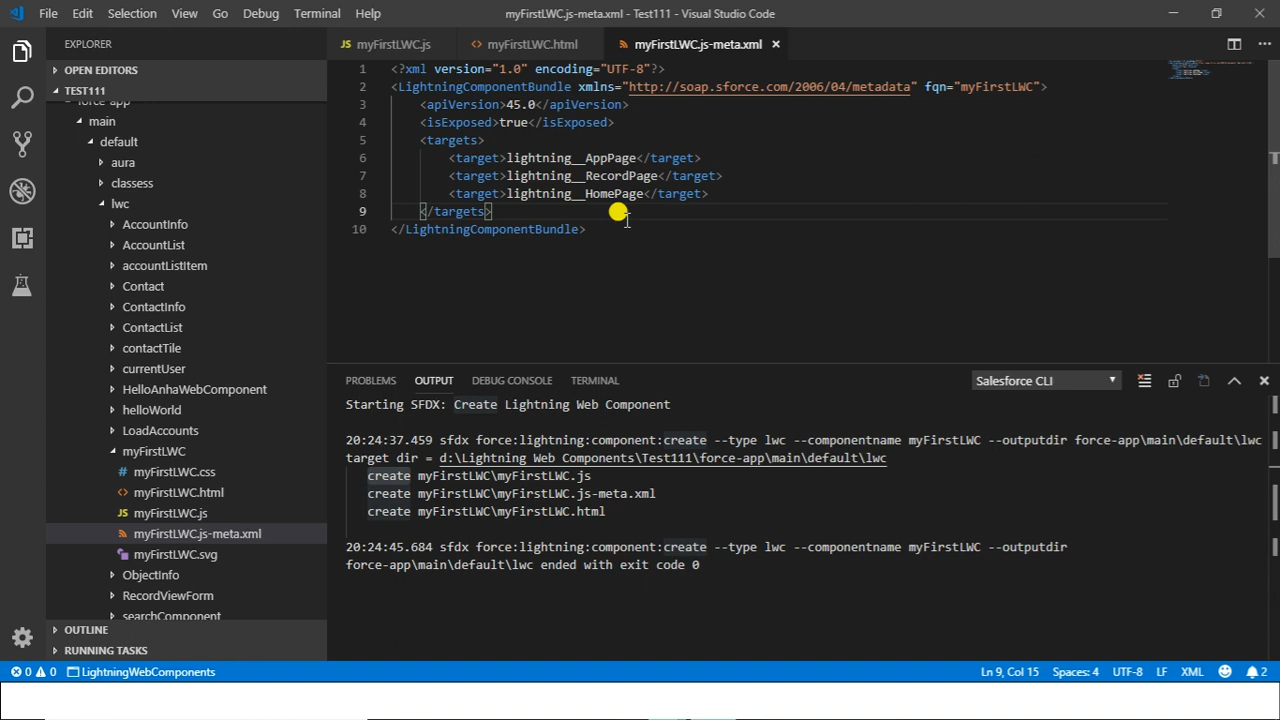 File Edit Selection View Go Debug Terminal Help
myFirstLWC.js-meta.xml - Test111 - Visual Studio Code
EXPLORER
OPEN EDITORS
TEST111
force-app
main
default
aura
classess
lwc
AccountInfo
AccountList
accountListItem
Contact
ContactInfo
ContactList
contactTile
currentUser
HelloAnhaWebComponent
helloWorld
LoadAccounts
myFirstLWC
# myFirstLWC.css
<> myFirstLWC.html
JS myFirstLWC.js
myFirstLWC.js-meta.xml
myFirstLWC.svg
ObjectInfo
RecordViewForm
searchComponent
OUTLINE
RUNNING TASKS
JS myFirstLWC.js
<> myFirstLWC.html
myFirstLWC.js-meta.xml ×
1 <?xml version="1.0" encoding="UTF-8"?>
2 <LightningComponentBundle xmlns="http://soap.sforce.com/2006/04/metadata" fqn="myFirstLWC">
3 <apiVersion>45.0</apiVersion>
4 <isExposed>true</isExposed>
5 <targets>
6 <target>lightning__AppPage</target>
7 <target>lightning__RecordPage</target>
8 <target>lightning__HomePage</target>
9 </targets>
10 </LightningComponentBundle>
PROBLEMS OUTPUT DEBUG CONSOLE TERMINAL
Salesforce CLI
Starting SFDX: Create Lightning Web Component
20:24:37.459 sfdx force:lightning:component:create --type lwc --componentname myFirstLWC --outputdir force-app\main\default\lwc
target dir = d:\Lightning Web Components\Test111\force-app\main\default\lwc
create myFirstLWC\myFirstLWC.js
create myFirstLWC\myFirstLWC.js-meta.xml
create myFirstLWC\myFirstLWC.html
20:24:45.684 sfdx force:lightning:component:create --type lwc --componentname myFirstLWC --outputdir
force-app\main\default\lwc ended with exit code 0
0 0 LightningWebComponents
Ln 9, Col 15 Spaces: 4 UTF-8 LF XML 2